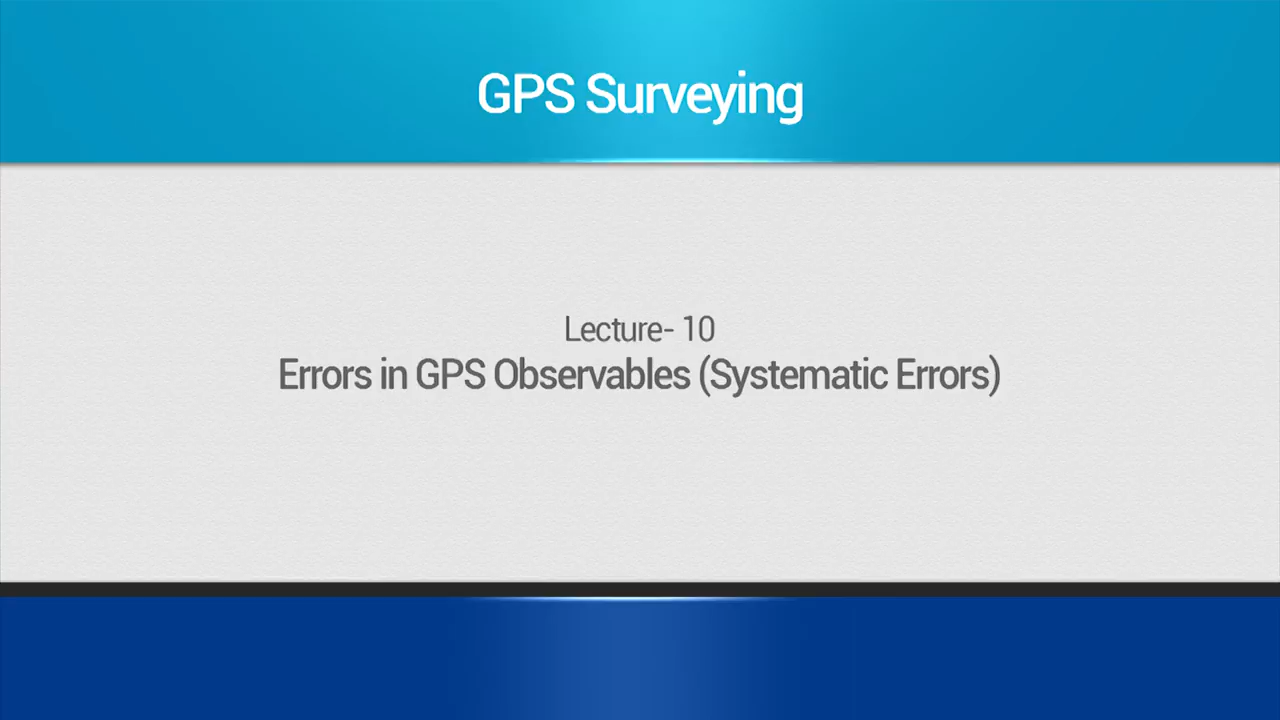 GPS Surveying
Lecture- 10
Errors in GPS Observables (Systematic Errors)